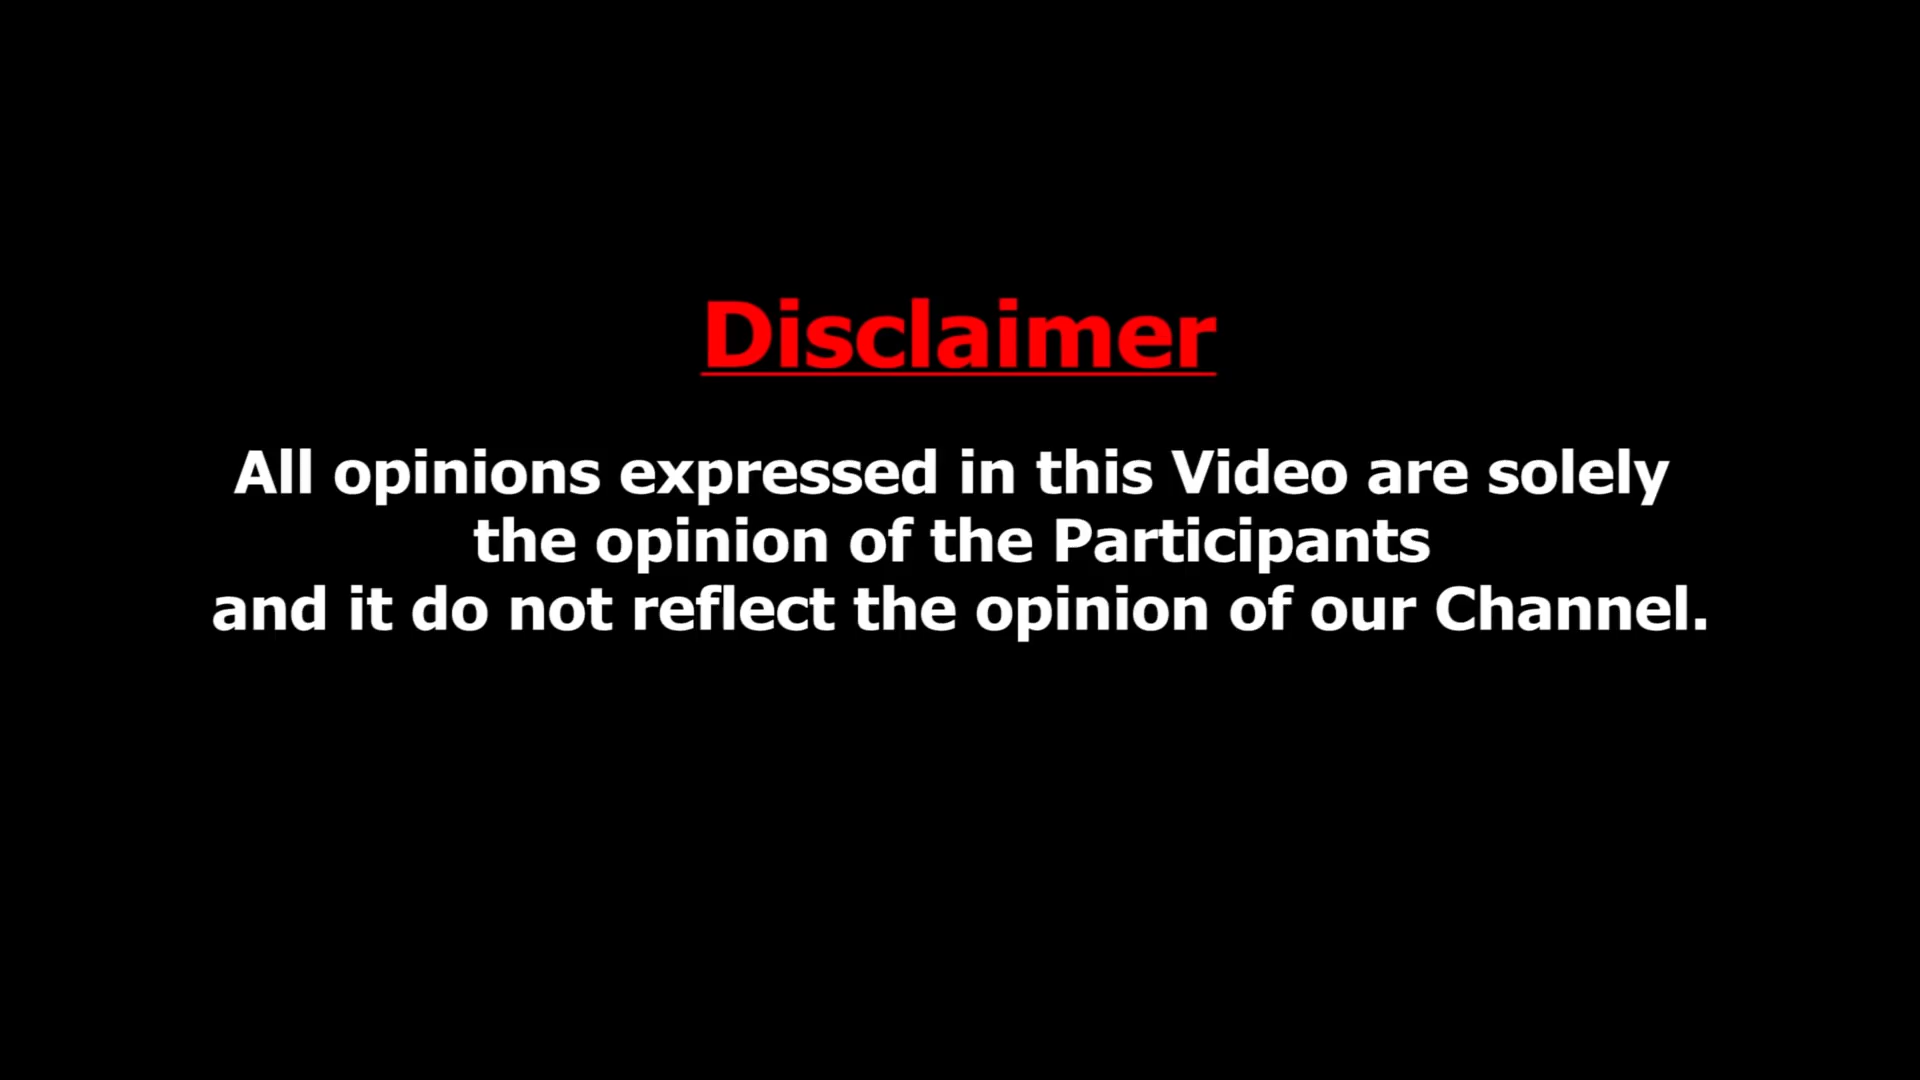 Disclaimer
All opinions expressed in this Video are solely
the opinion of the Participants
and it do not reflect the opinion of our Channel.